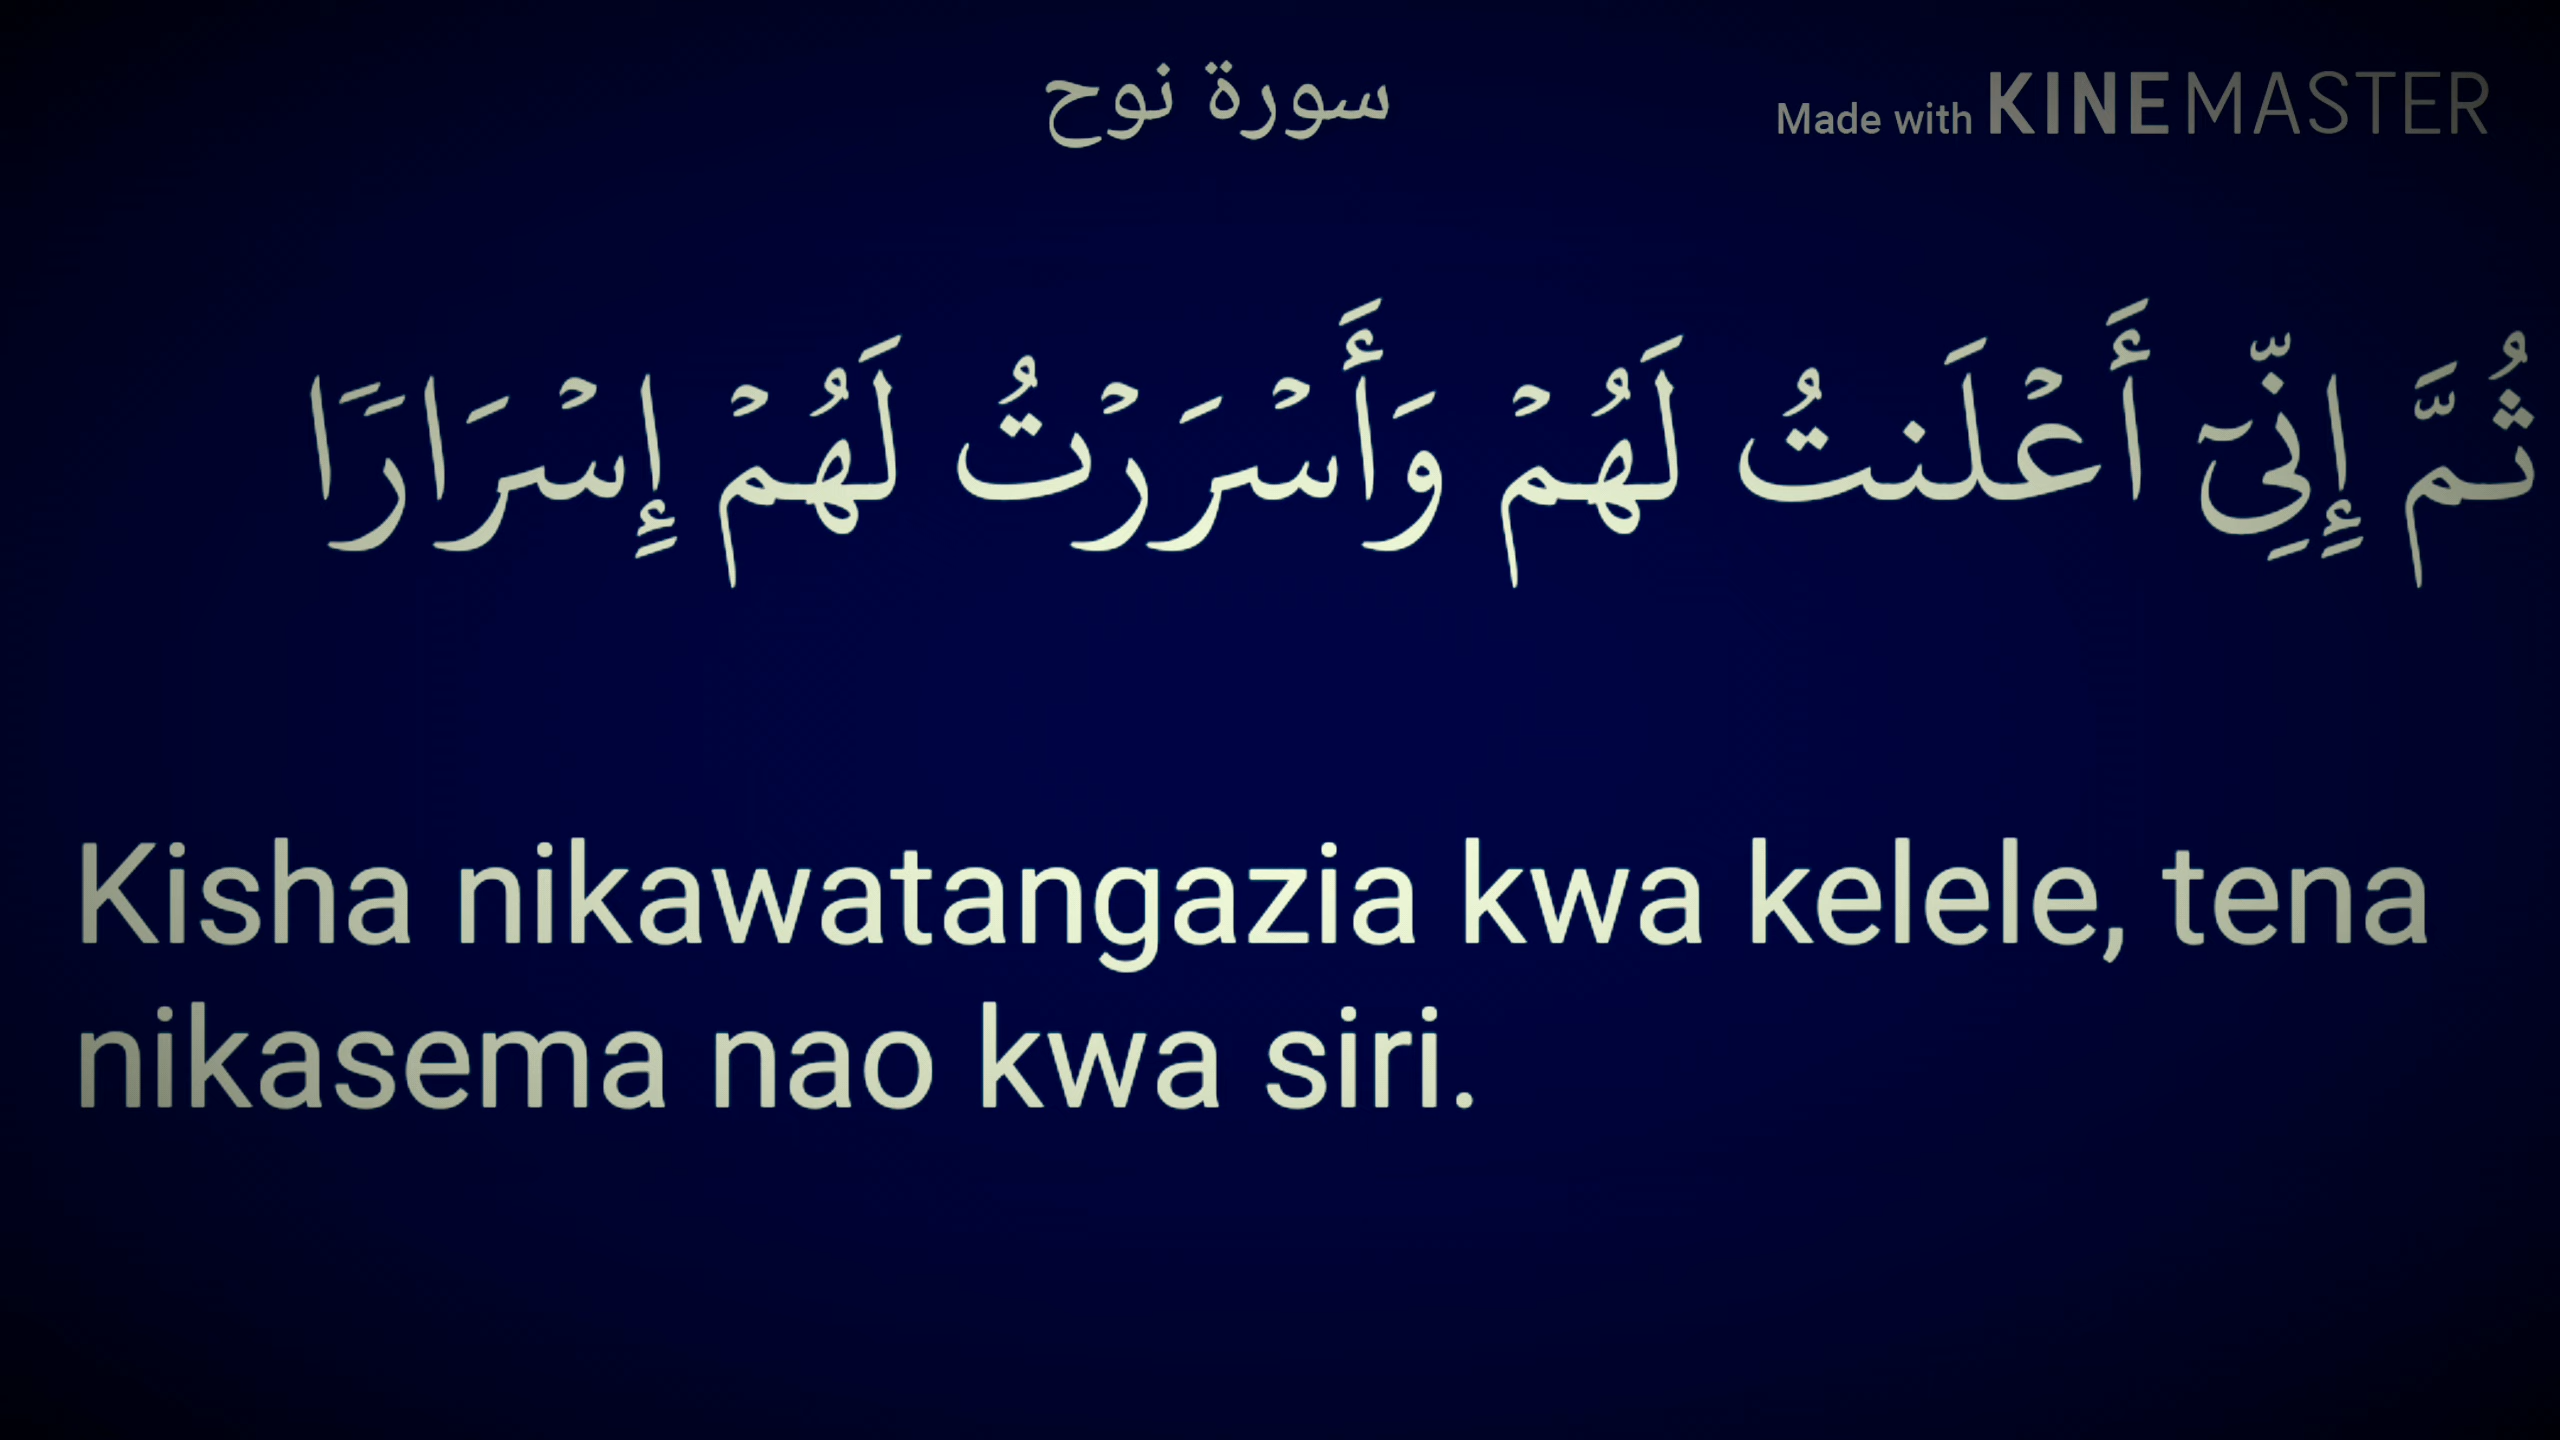 سورة نوح
Made with KINEMASTER
ثُمَّ إِنِّىٓ أَعْلَنتُ لَهُمْ وَأَسْرَرْتُ لَهُمْ إِسْرَارًا
Kisha nikawatangazia kwa kelele, tena
nikasema nao kwa siri.